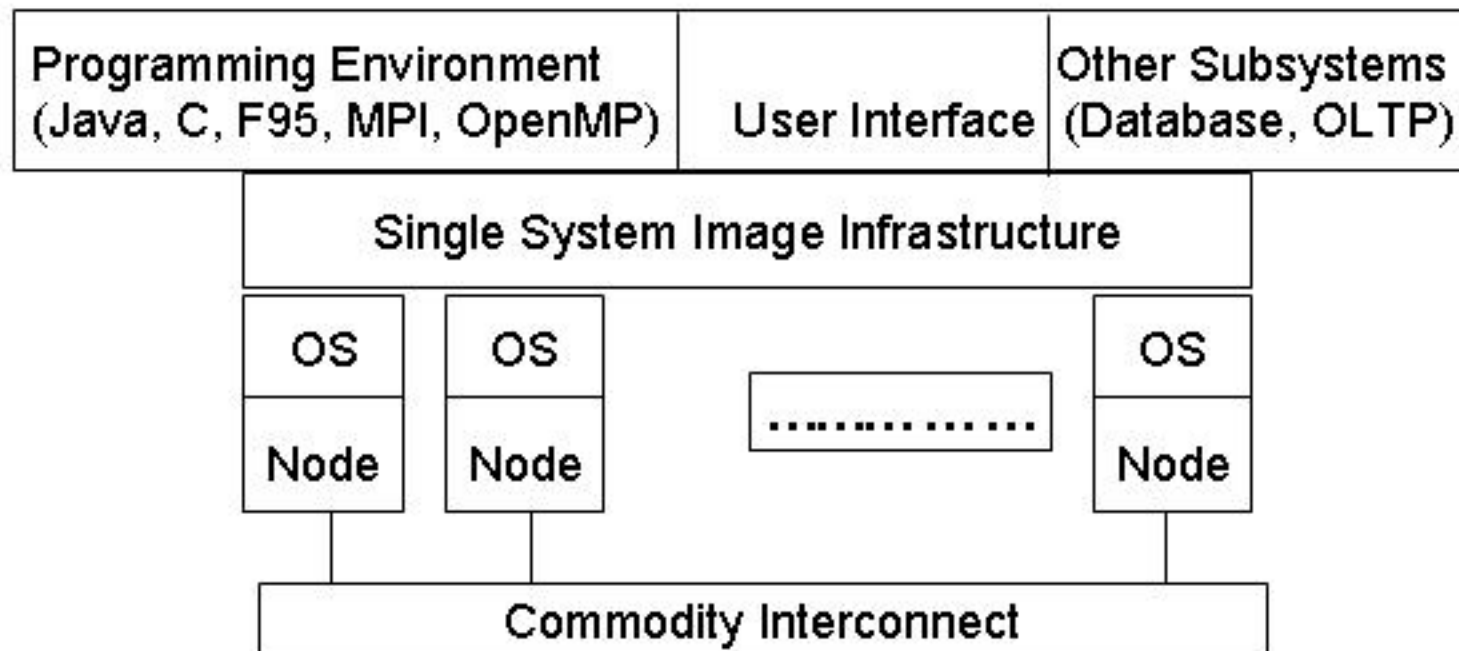 Programming Environment
(Java, C, F95, MPI, OpenMP)
User Interface
Other Subsystems
(Database, OLTP)
Single System Image Infrastructure
OS
OS
OS
Node
Node
....................
Node
Commodity Interconnect